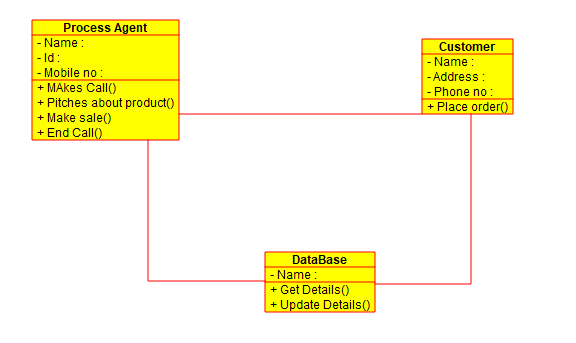 Process Agent
- Name :
- Id :
- Mobile no :
+ MAkes Call()
+ Pitches about product()
+ Make sale()
+ End Call()
Customer
- Name :
- Address :
- Phone no :
+ Place order()
DataBase
- Name :
+ Get Details()
+ Update Details()